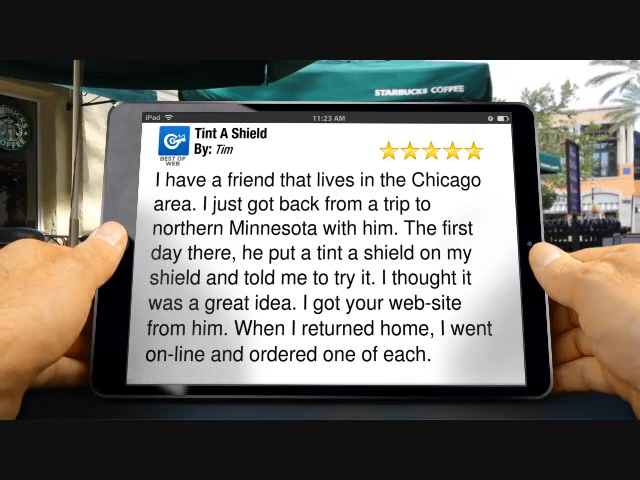 STARBUCKS COFFEE
COFFEE
iPad
11:23 AM
Tint A Shield
By: Tim
BEST OF
WEB
I have a friend that lives in the Chicago
area. I just got back from a trip to
northern Minnesota with him. The first
day there, he put a tint a shield on my
shield and told me to try it. I thought it
was a great idea. I got your web-site
from him. When I returned home, I went
on-line and ordered one of each.